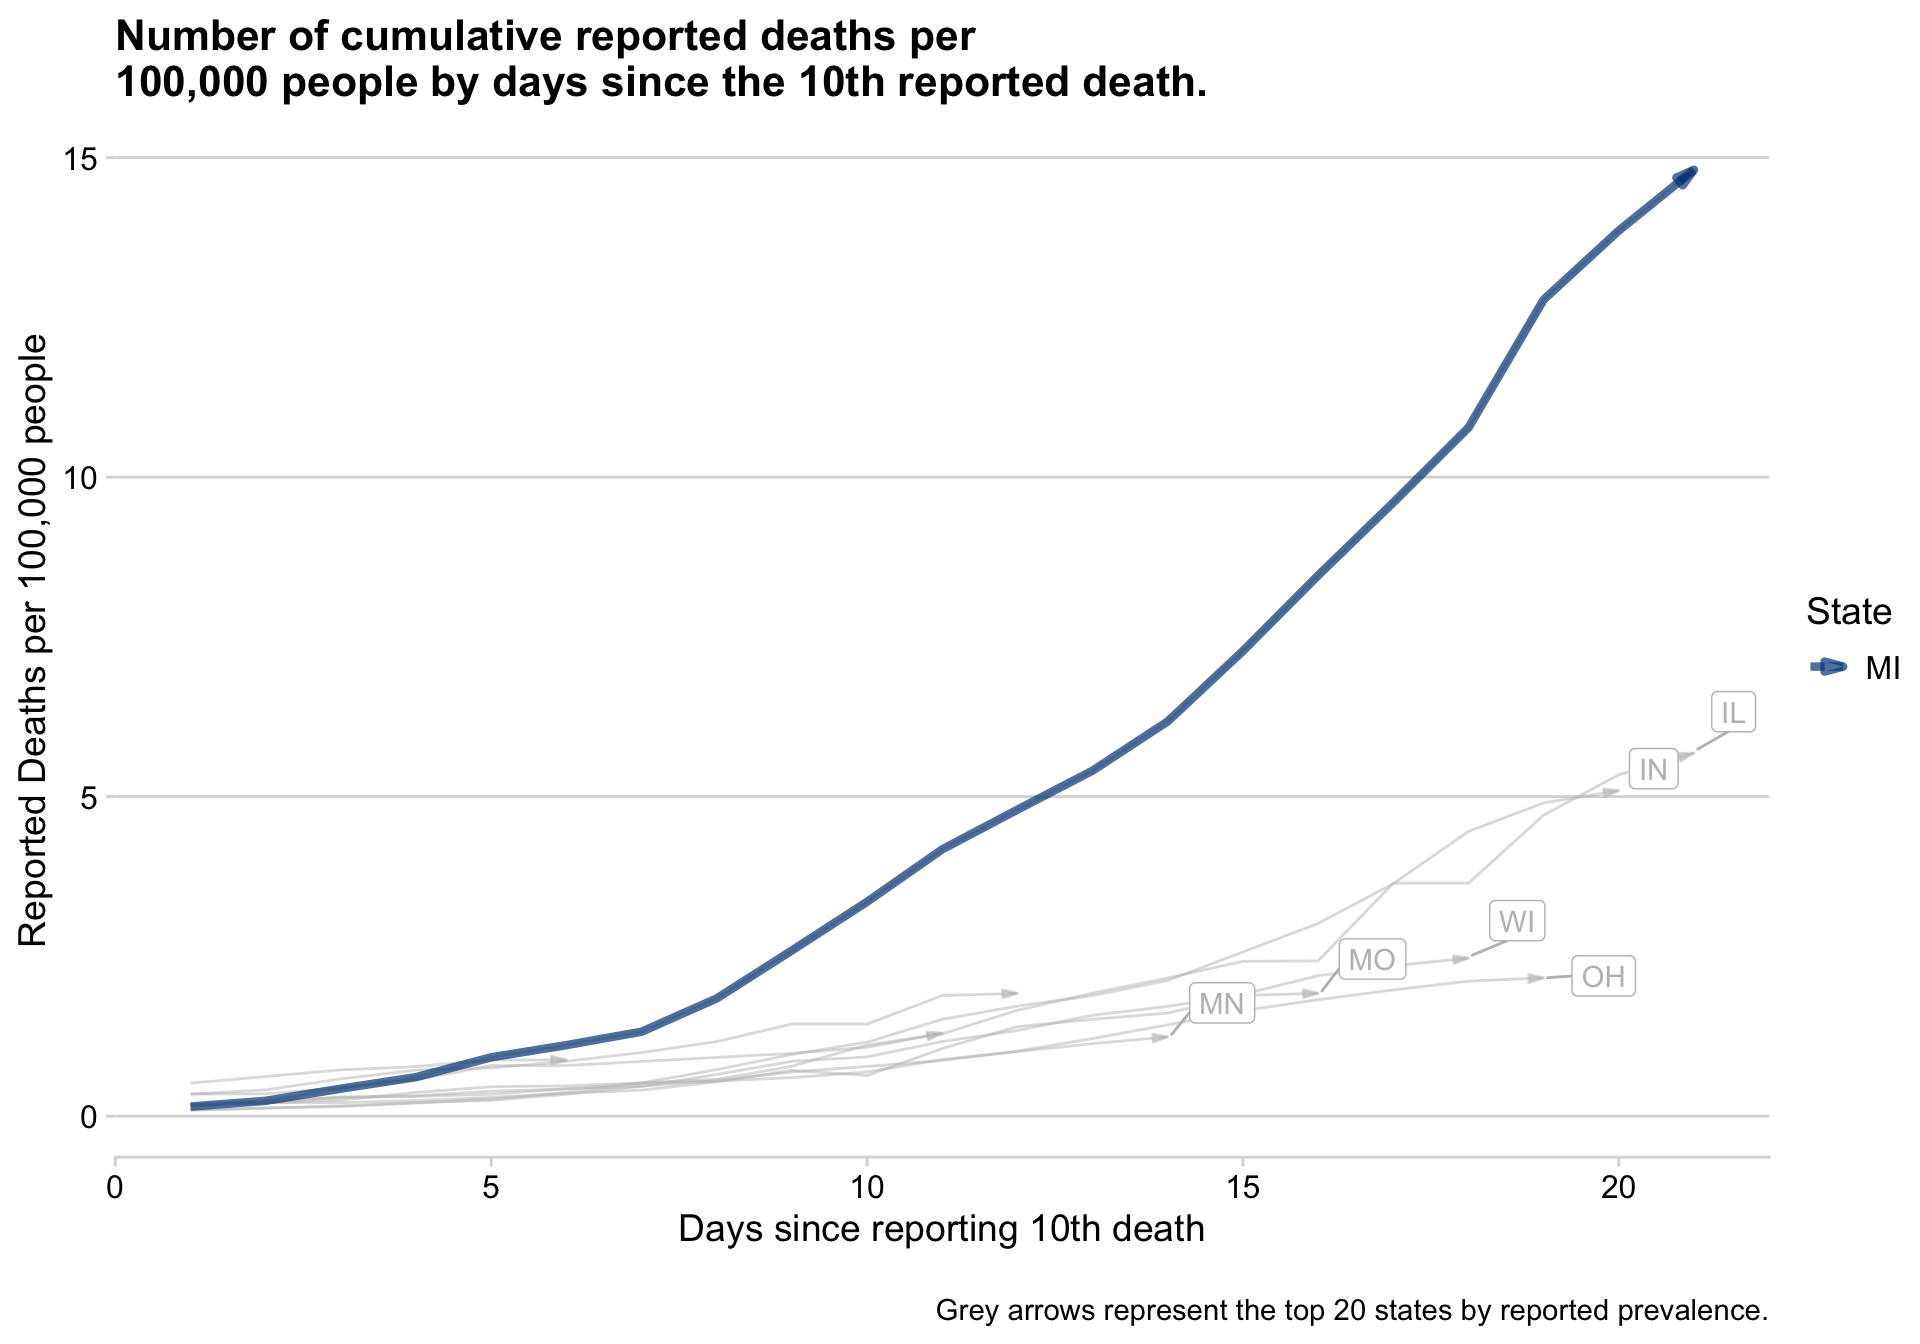 Number of cumulative reported deaths per
100,000 people by days since the 10th reported death.
15
10
5
0
Reported Deaths per 100,000 people
IL
IN
WI
MO
OH
MN
State
MI
0 5 10 15 20
Days since reporting 10th death
Grey arrows represent the top 20 states by reported prevalence.